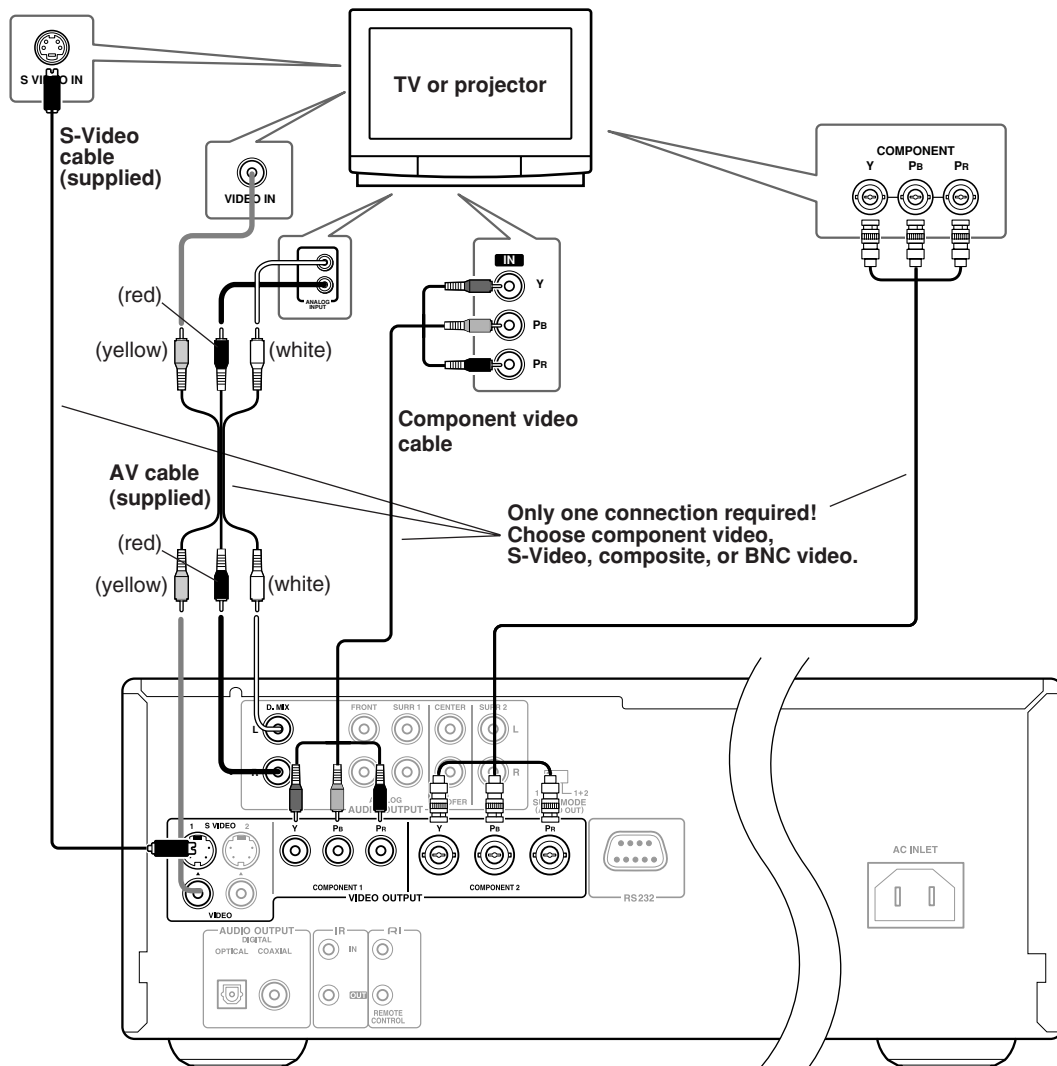 S VIDEO IN
TV or projector
S-Video
cable
(supplied)
VIDEO IN
COMPONENT
Y PB PR
IN
Y
PB
PR
ANALOG
INPUT
(red)
(yellow)
(white)
Component video
cable
AV cable
(supplied)
Only one connection required!
Choose component video,
S-Video, composite, or BNC video.
(red)
(yellow)
(white)
D. MIX
FRONT SURR 1 CENTER SURR 2
L
L
R
1 1+2
AUDIO OUTPUT
1 S VIDEO 2
Y PB PR
Y PB PR
COMPONENT 1
COMPONENT 2
VIDEO
VIDEO OUTPUT
RS232
AC INLET
AUDIO OUTPUT
DIGITAL
OPTICAL COAXIAL
IR
IN
OUT
RI
REMOTE
CONTROL